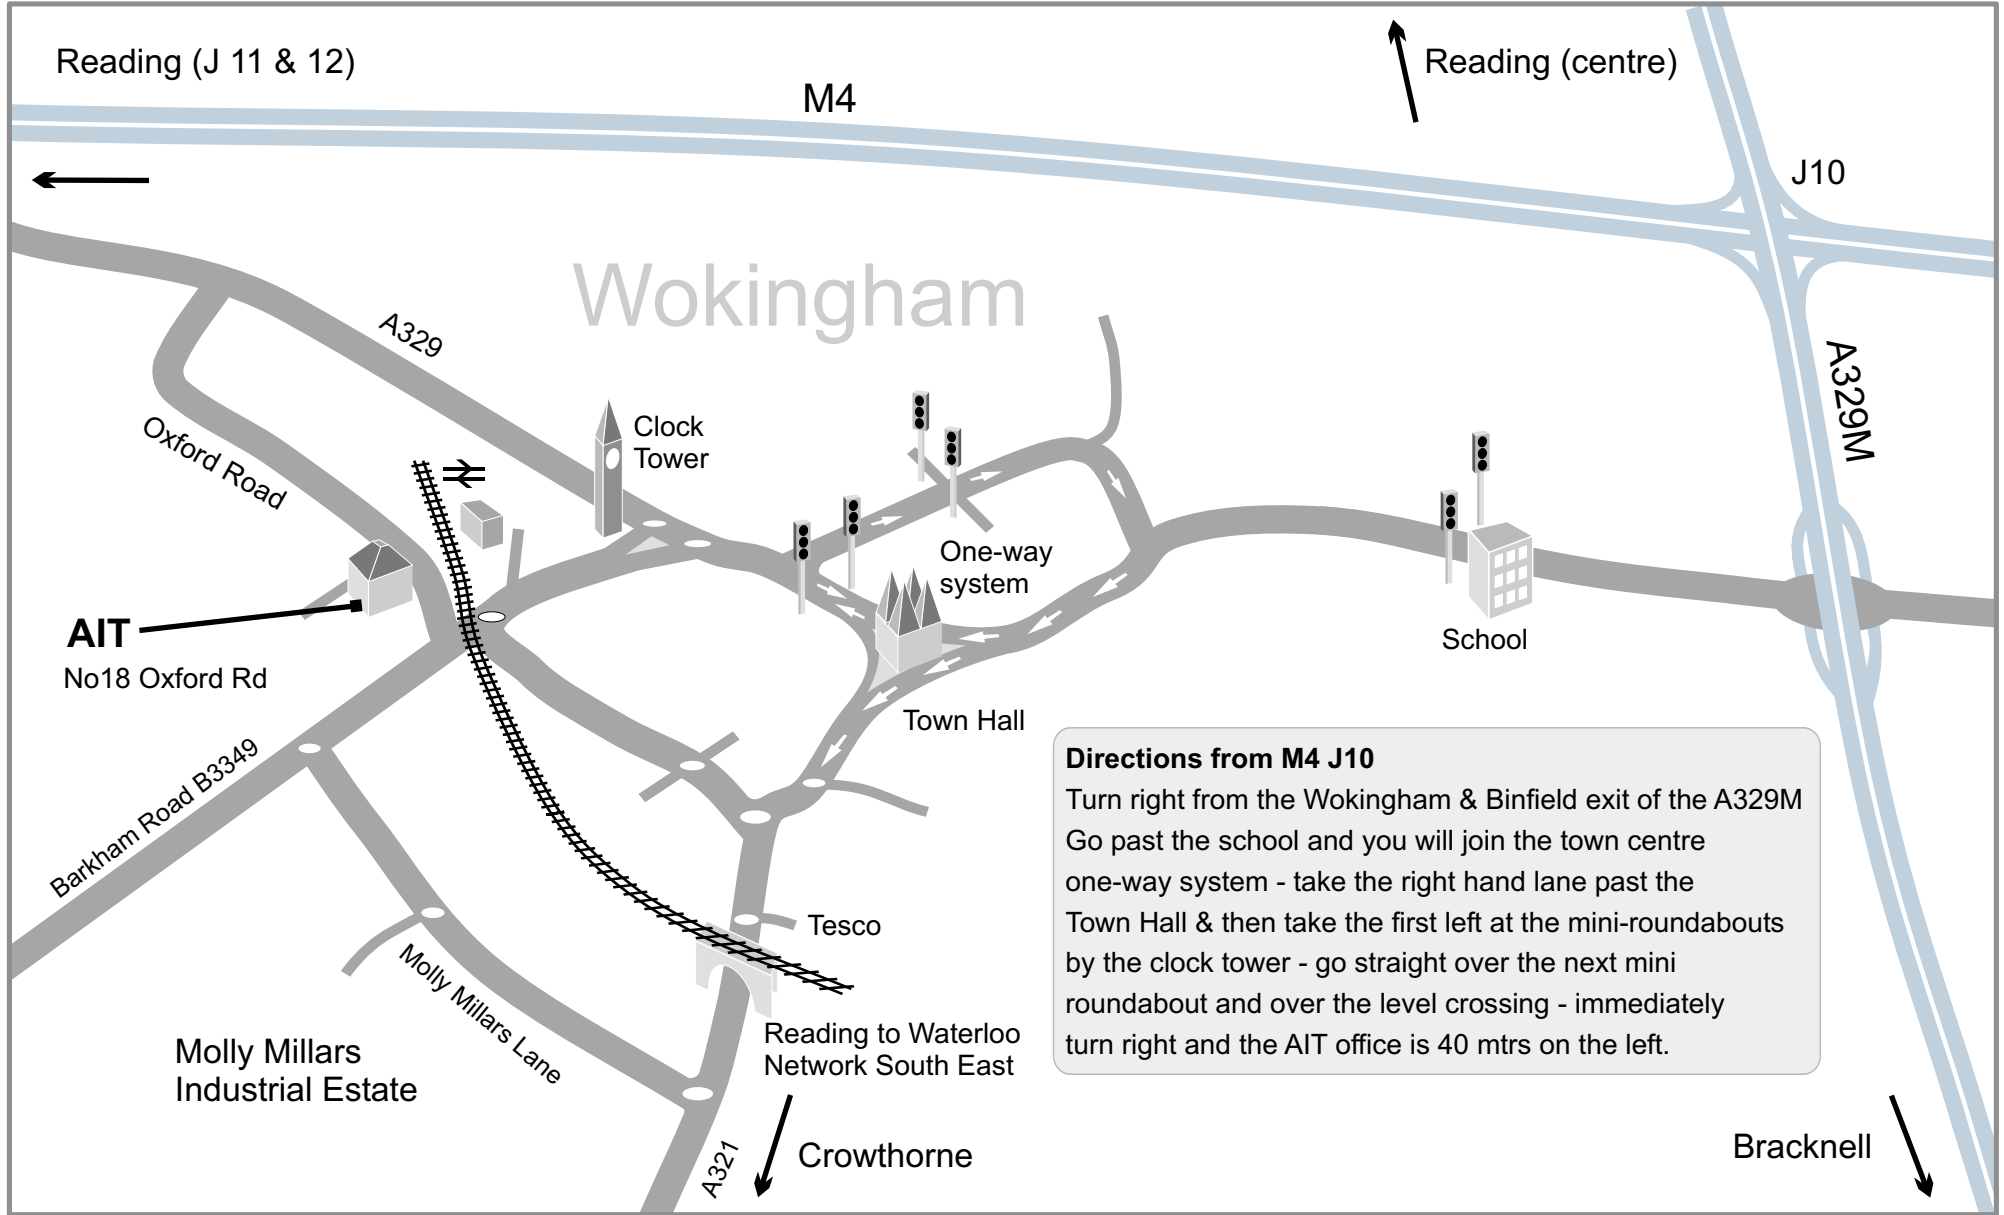 Reading (J 11 & 12)
M4
Reading (centre)
J10
Wokingham
A329
A329M
Clock
Tower
Oxford Road
One-way
system
School
AIT
No18 Oxford Rd
Town Hall
Barkham Road B3349
Directions from M4 J10
Turn right from the Wokingham & Binfield exit of the A329M
Go past the school and you will join the town centre
one-way system - take the right hand lane past the
Town Hall & then take the first left at the mini-roundabouts
by the clock tower - go straight over the next mini
roundabout and over the level crossing - immediately
turn right and the AIT office is 40 mtrs on the left.
Tesco
Molly Millars Lane
Reading to Waterloo
Network South East
Molly Millars
Industrial Estate
A321
Crowthorne
Bracknell